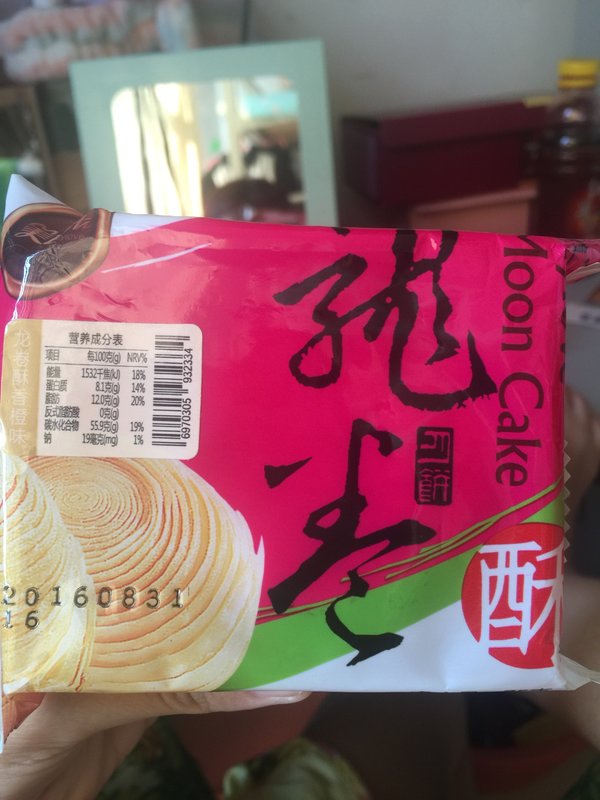 龙卷
月餅
Moon Cake
酥
龙卷酥香橙味
营养成分表
项目 每100克(g) NRV%
能量 1532千焦(kJ) 18%
蛋白质 8.1克(g) 14%
脂肪 12.0克(g) 20%
反式脂肪酸 0克(g)
碳水化合物 55.9克(g) 19%
钠 19毫克(mg) 1%
6970305 932334
20160831
16